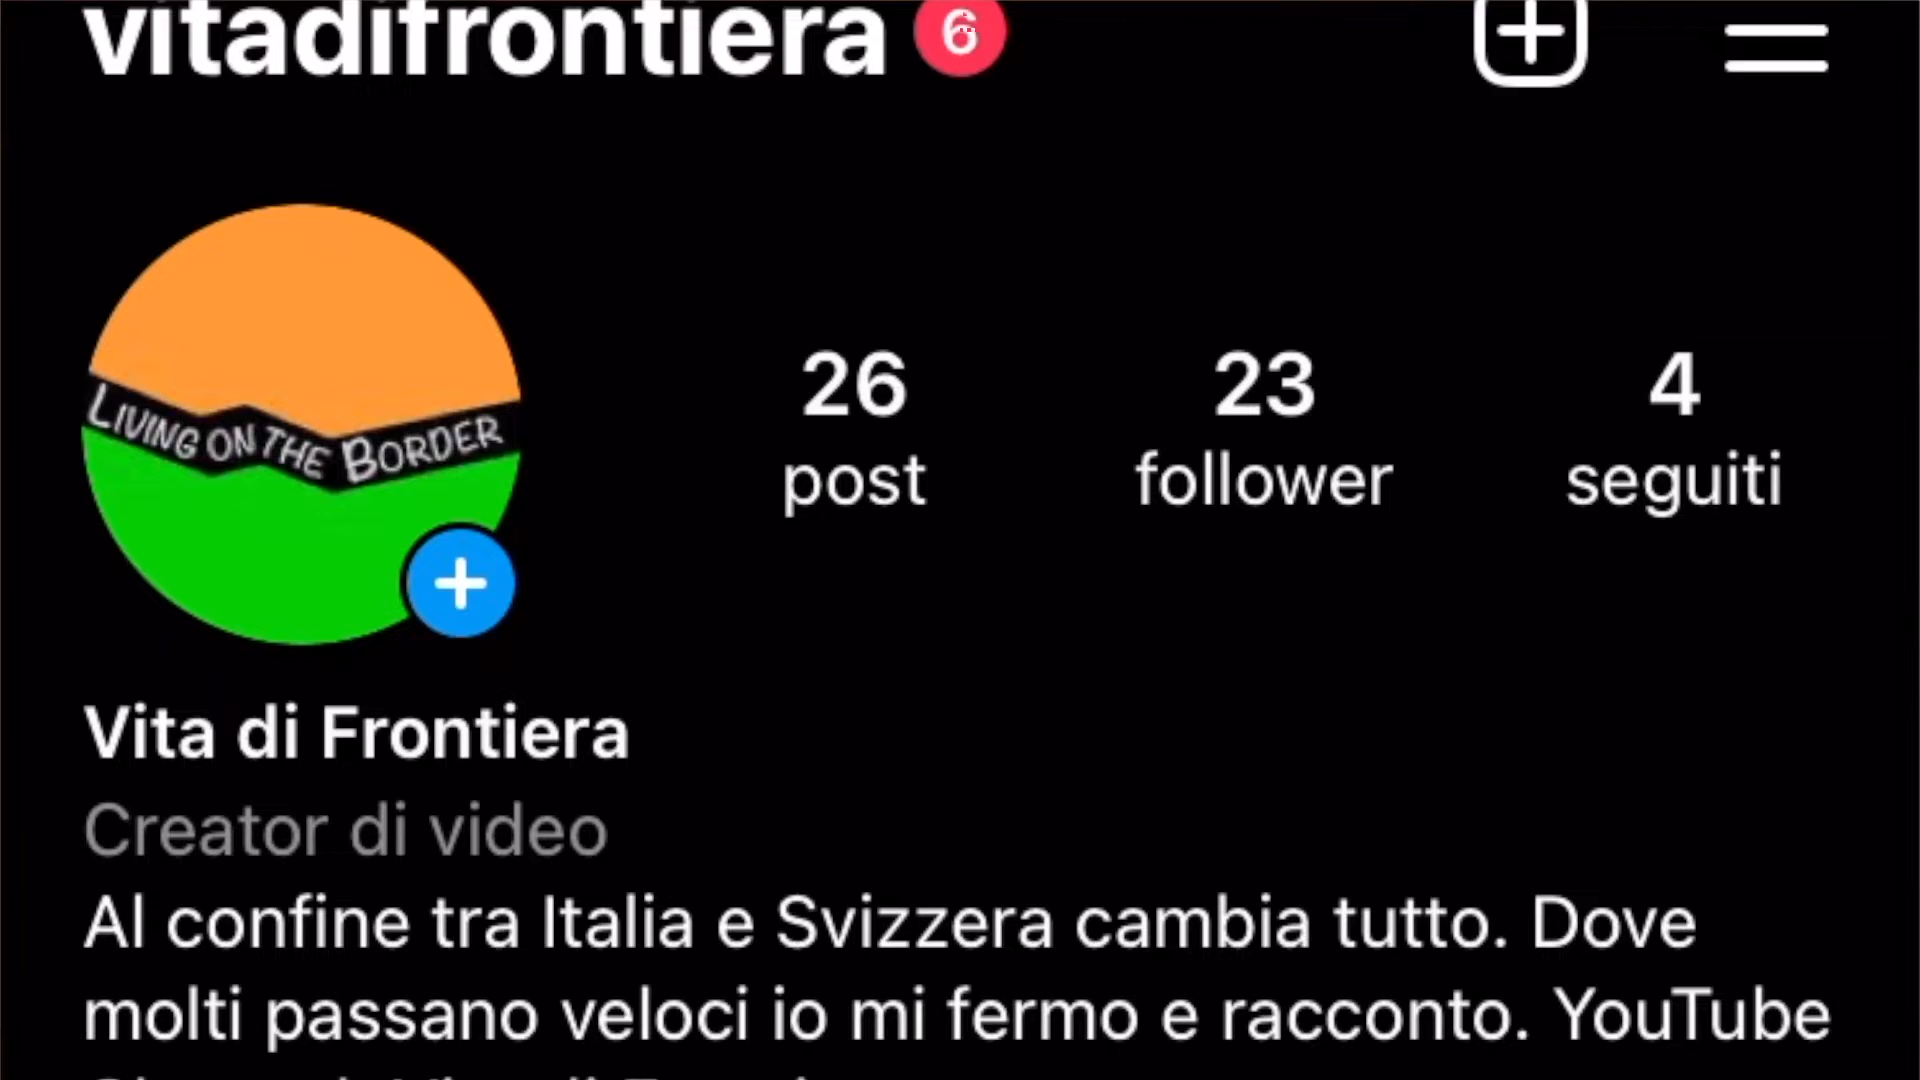 vitadifrontiera 6
LIVING ON THE BORDER
26 23 4
post follower seguiti
Vita di Frontiera
Creator di video
Al confine tra Italia e Svizzera cambia tutto. Dove
molti passano veloci io mi fermo e racconto. YouTube